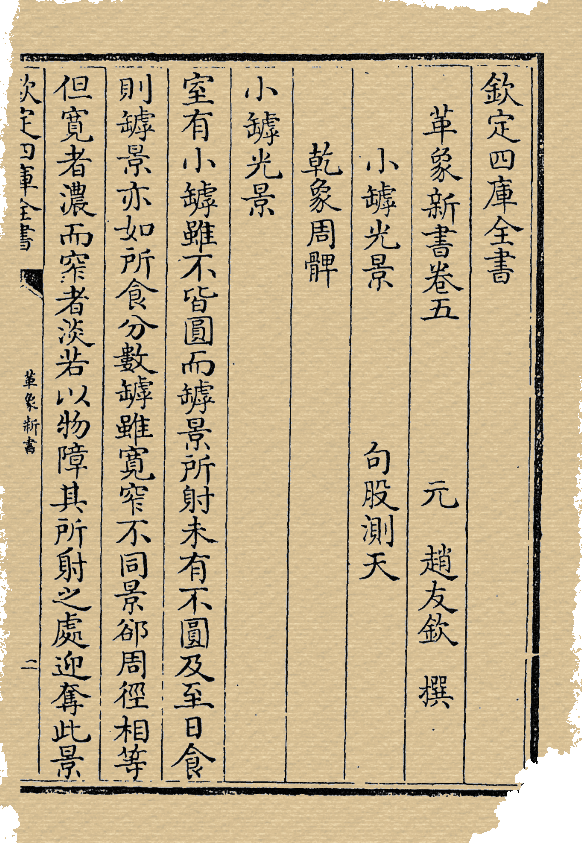 欽定四庫全書
革象新書卷五 元 趙友欽 撰
小罅光景 句股測天
乾象周髀
小罅光景
室有小罅雖不皆圓而罅景所射未有不圓及至日食
則罅景亦如所食分數罅雖寛窄不同景郤周徑相等
但寛者濃而窄者淡若以物障其所射之處迎奪此景
欽定四庫全書
革象新書
二